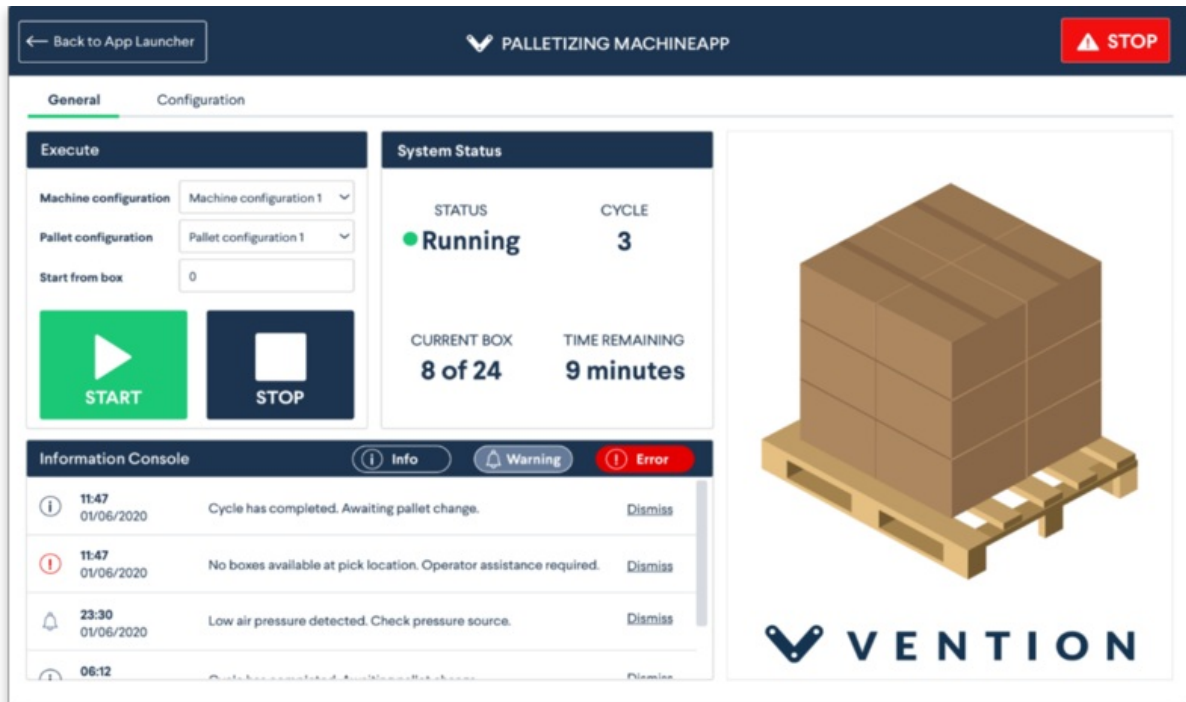 ← Back to App Launcher
PALLETIZING MACHINEAPP
STOP
General
Configuration
Execute
Machine configuration
Machine configuration 1
Pallet configuration
Pallet configuration 1
Start from box
0
START
STOP
System Status
STATUS
Running
CYCLE
3
CURRENT BOX
8 of 24
TIME REMAINING
9 minutes
Information Console
Info
Warning
Error
11:47
01/06/2020
Cycle has completed. Awaiting pallet change.
Dismiss
11:47
01/06/2020
No boxes available at pick location. Operator assistance required.
Dismiss
23:30
01/06/2020
Low air pressure detected. Check pressure source.
Dismiss
06:12
VENTION